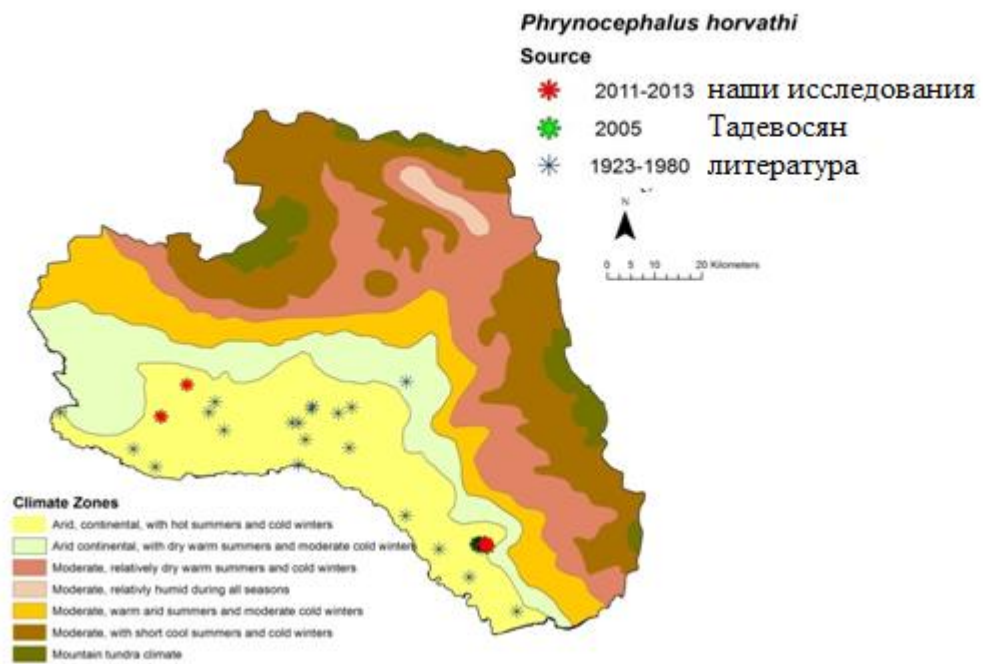 Phrynocephalus horvathi
Source
2011-2013 наши исследования
2005 Тадевосян
1923-1980 литература
N
0 5 10 20 Kilometers
Climate Zones
Arid, continental, with hot summers and cold winters
Arid continental, with dry warm summers and moderate cold winters
Moderate, relatively dry warm summers and cold winters
Moderate, relativly humid during all seasons
Moderate, warm arid summers and moderate cold winters
Moderate, with short cool summers and cold winters
Mountain tundra climate